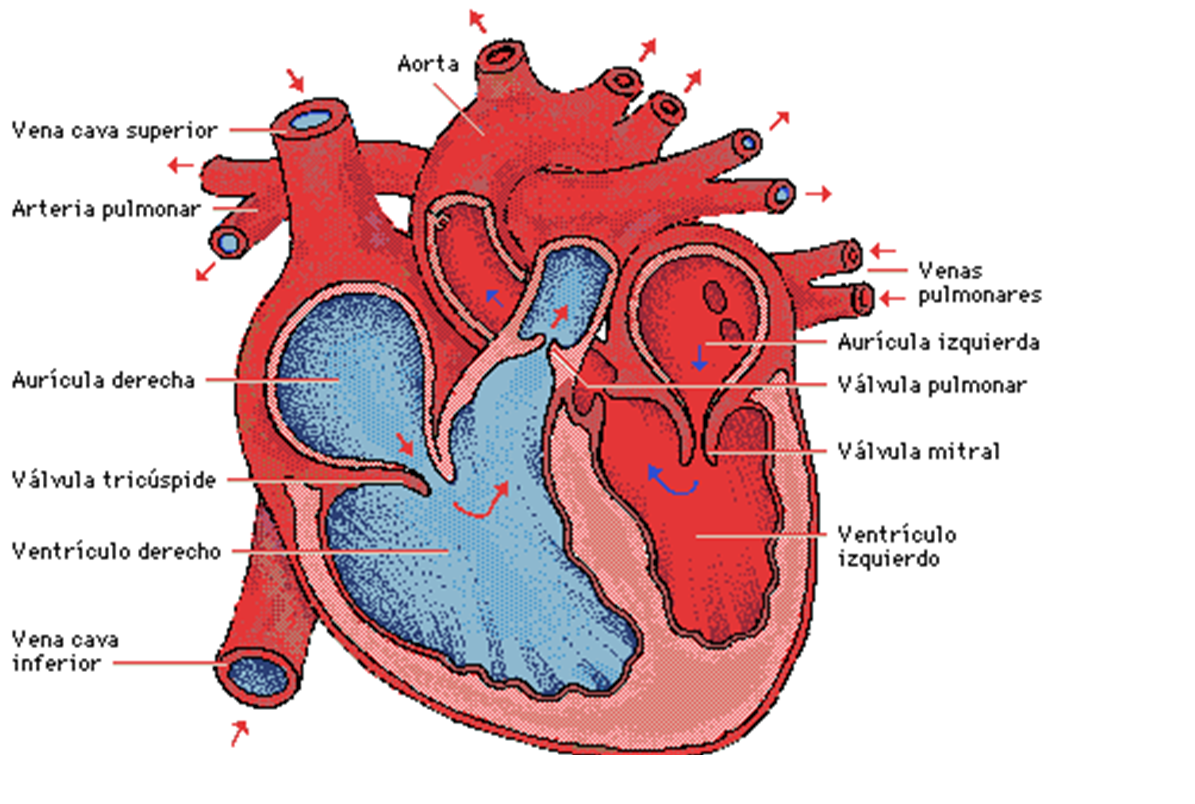 Aorta
Vena cava superior
Arteria pulmonar
Venas
pulmonares
Aurícula izquierda
Aurícula derecha
Válvula pulmonar
Válvula mitral
Válvula tricúspide
Ventrículo
izquierdo
Ventrículo derecho
Vena cava
inferior